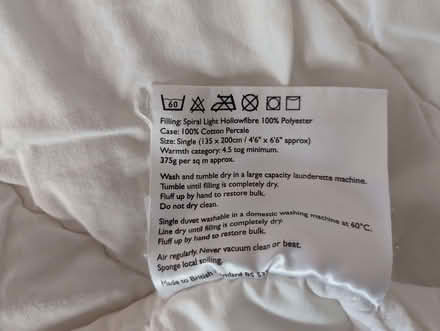 60
Filling: Spiral Light Hollowfibre 100% Polyester
Case: 100% Cotton Percale
Size: Single (135 x 200cm / 4'6" x 6'6" approx)
Warmth category: 4.5 tog minimum.
375g per sq m approx.
Wash and tumble dry in a large capacity launderette machine.
Tumble until filling is completely dry.
Fluff up by hand to restore bulk.
Do not dry clean.
Single duvet washable in a domestic washing machine at 60°C.
Line dry until filling is completely dry.
Fluff up by hand to restore bulk.
Air regularly. Never vacuum clean or beat.
Sponge local soiling.
Made to British Standard BS